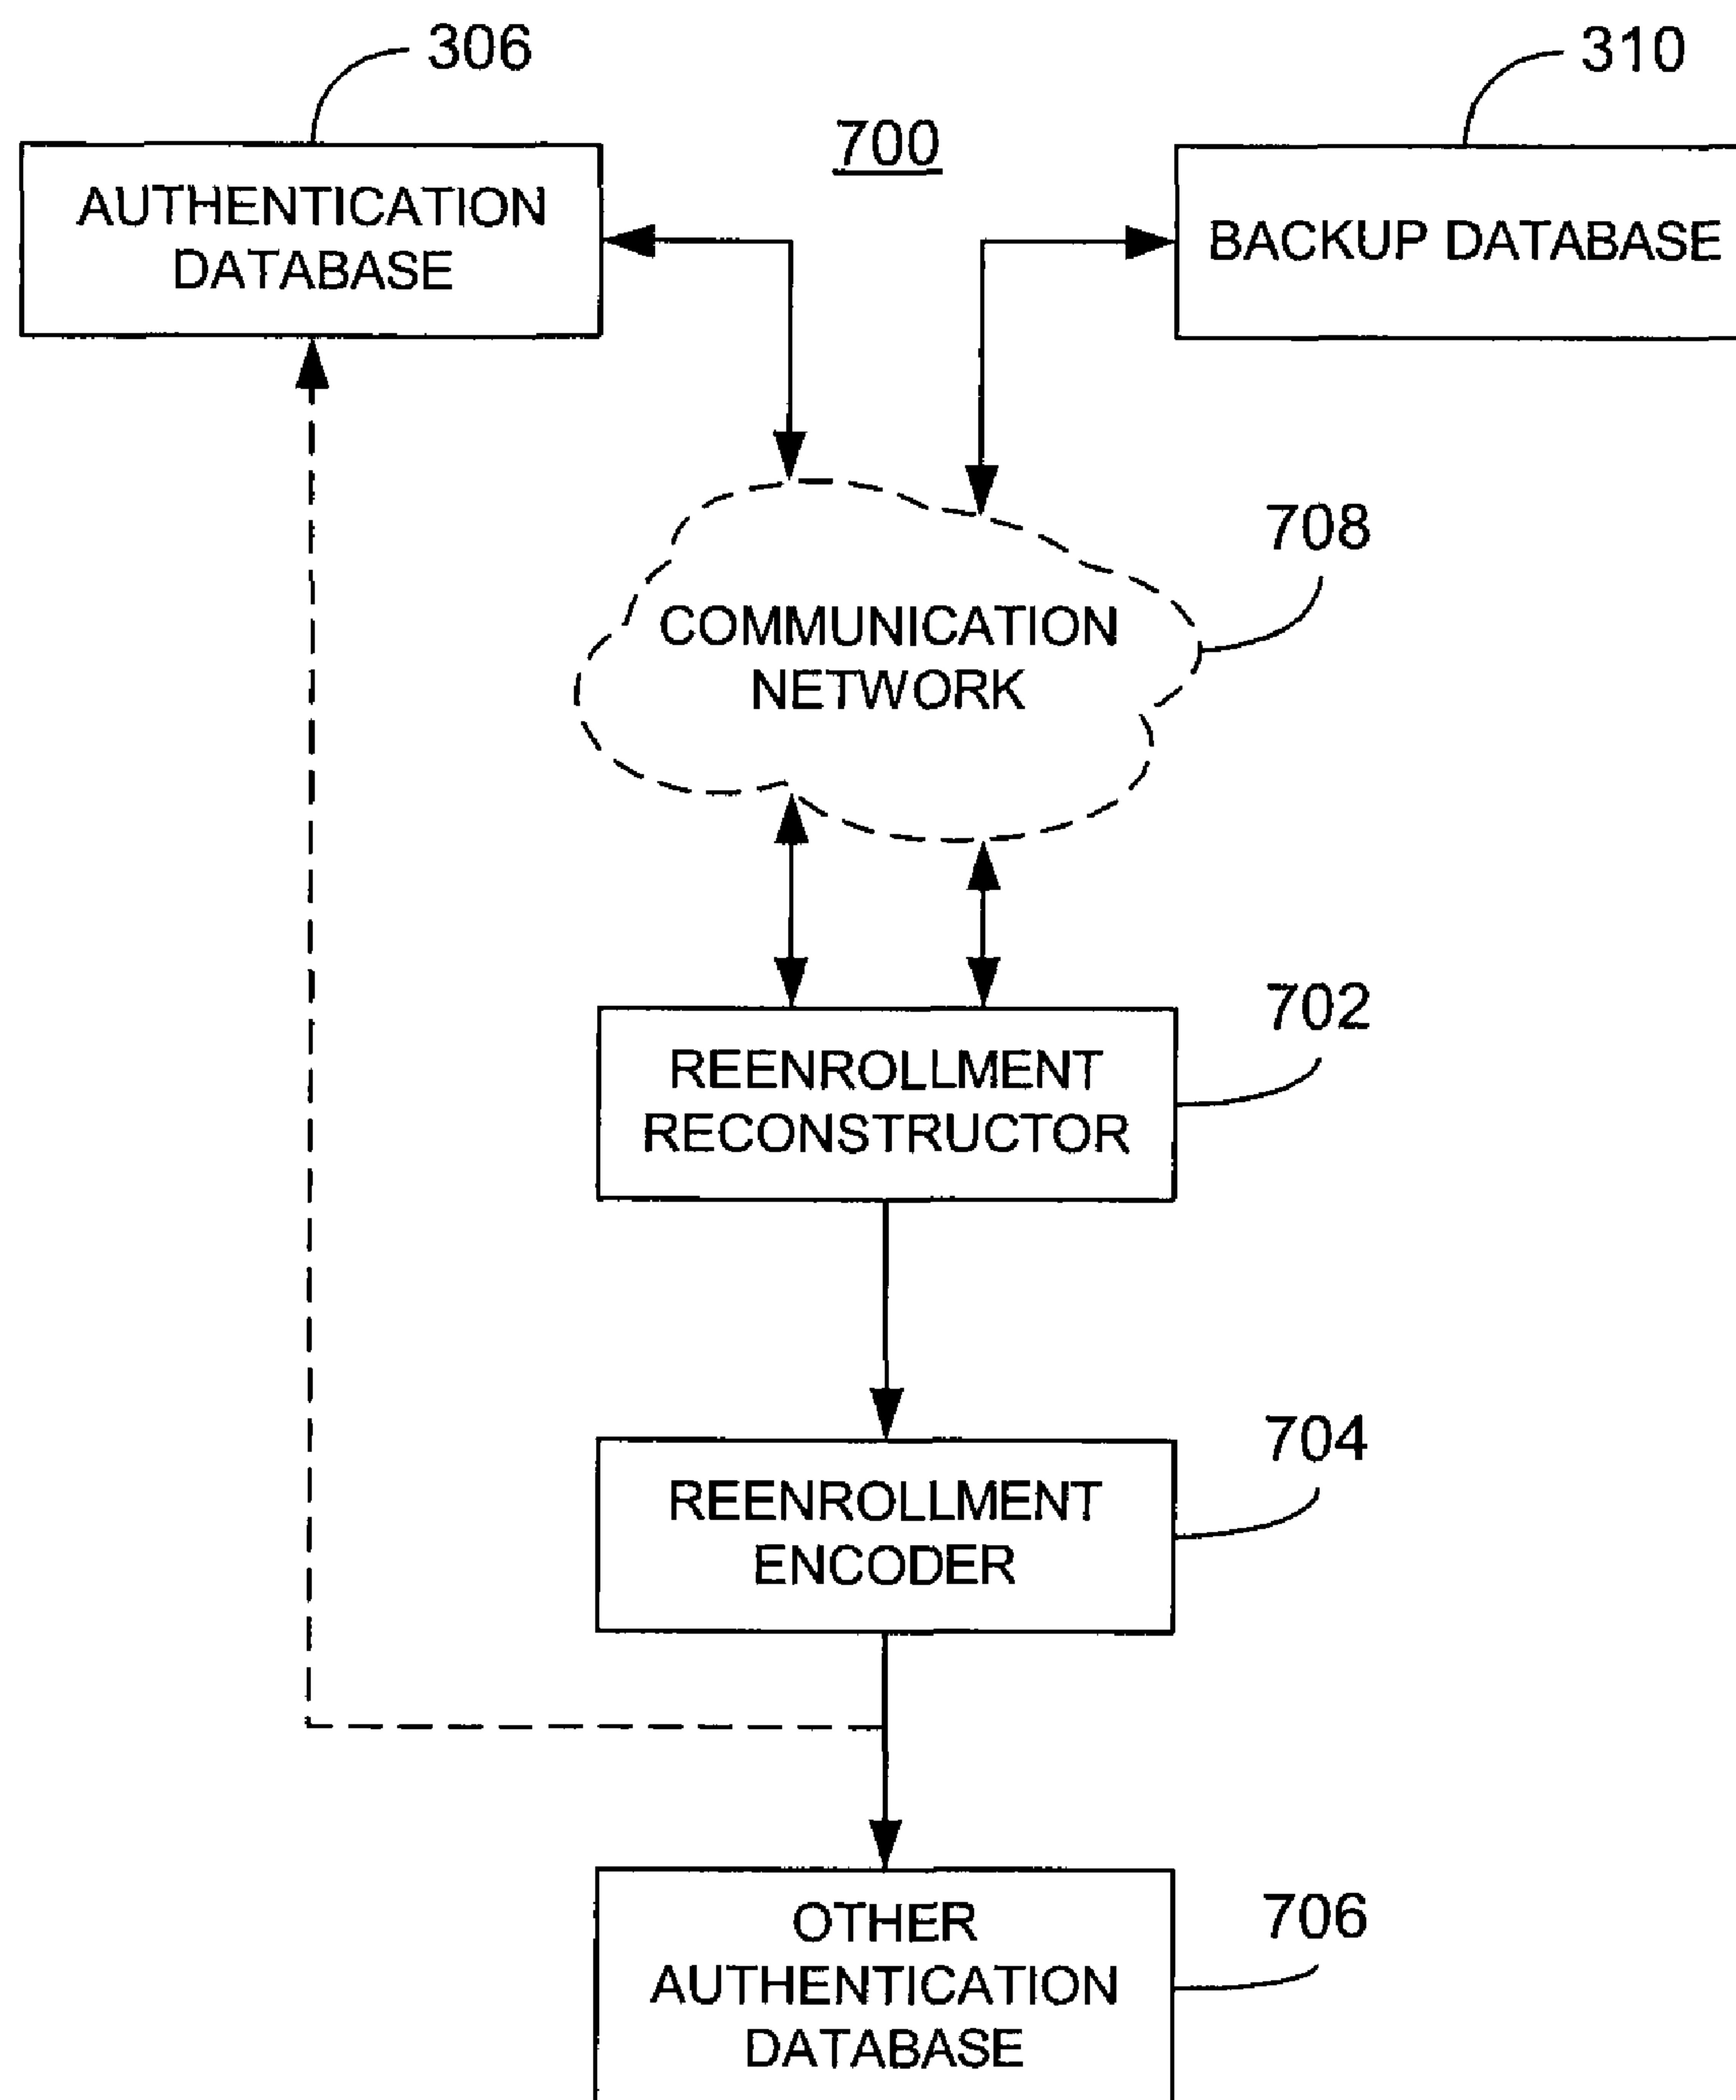 306
310
700
AUTHENTICATION
DATABASE
BACKUP DATABASE
708
COMMUNICATION
NETWORK
702
REENROLLMENT
RECONSTRUCTOR
704
REENROLLMENT
ENCODER
706
OTHER
AUTHENTICATION
DATABASE